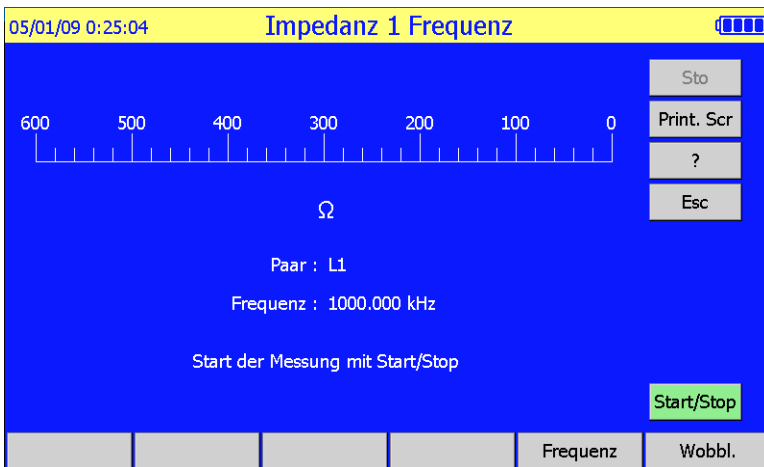 05/01/09 0:25:04 Impedanz 1 Frequenz
Sto
600 500 400 300 200 100 0
Print. Scr
?
Ω
Esc
Paar : L1
Frequenz : 1000.000 kHz
Start der Messung mit Start/Stop
Start/Stop
Frequenz Wobbl.